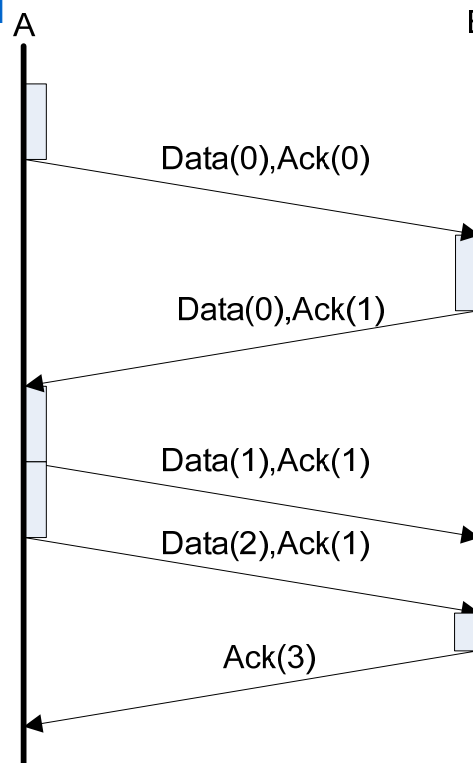 A
Data(0),Ack(0)
Data(0),Ack(1)
Data(1),Ack(1)
Data(2),Ack(1)
Ack(3)